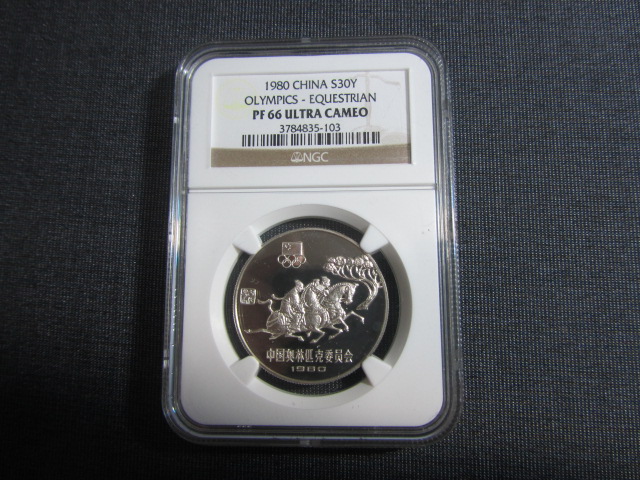 1980 CHINA S30Y
OLYMPICS - EQUESTRIAN
PF 66 ULTRA CAMEO
3784835-103
NGC
中国奥林匹克委员会
1980